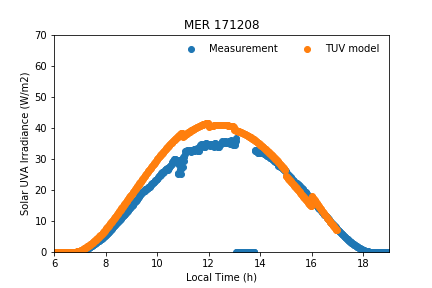 MER 171208
Measurement
TUV model
70
60
50
40
30
20
10
0
Solar UVA Irradiance (W/m2)
6 8 10 12 14 16 18
Local Time (h)